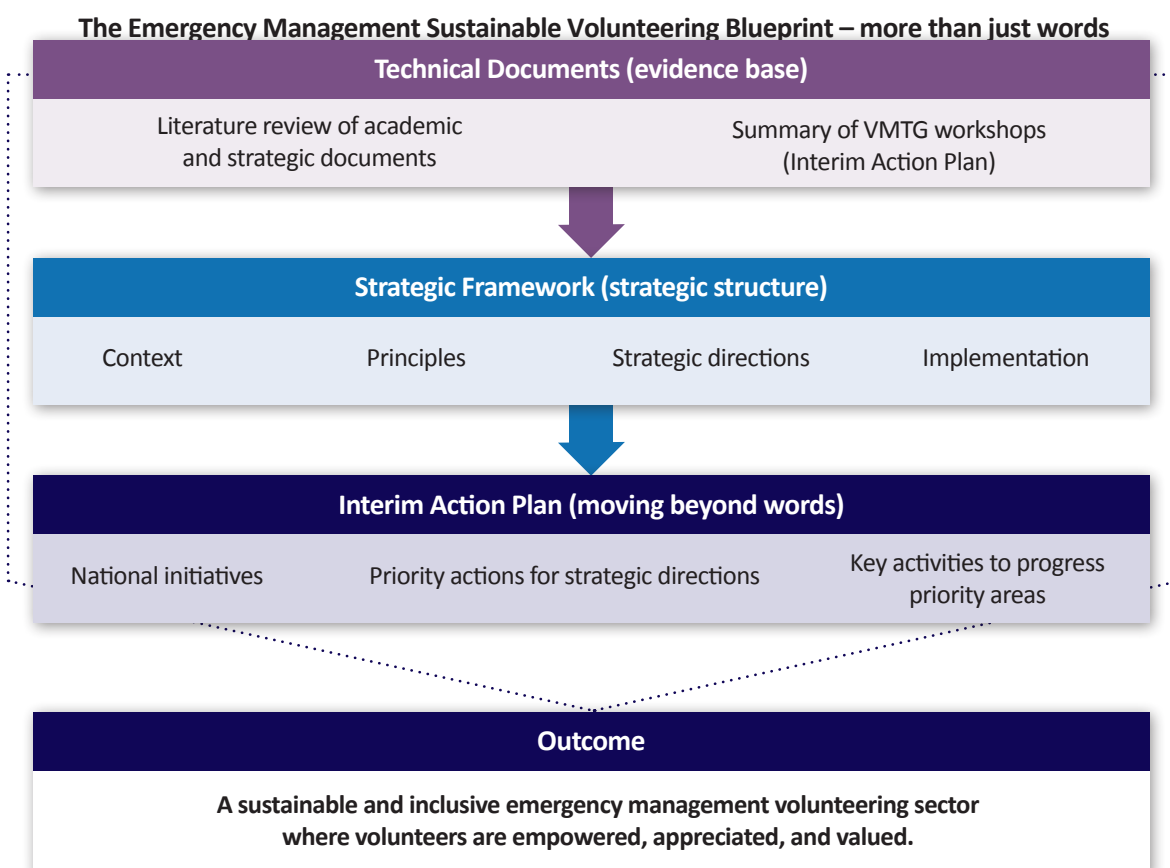 The Emergency Management Sustainable Volunteering Blueprint – more than just words
Technical Documents (evidence base)
Literature review of academic
and strategic documents
Summary of VMTG workshops
(Interim Action Plan)
Strategic Framework (strategic structure)
Context
Principles
Strategic directions
Implementation
Interim Action Plan (moving beyond words)
National initiatives
Priority actions for strategic directions
Key activities to progress
priority areas
Outcome
A sustainable and inclusive emergency management volunteering sector
where volunteers are empowered, appreciated, and valued.